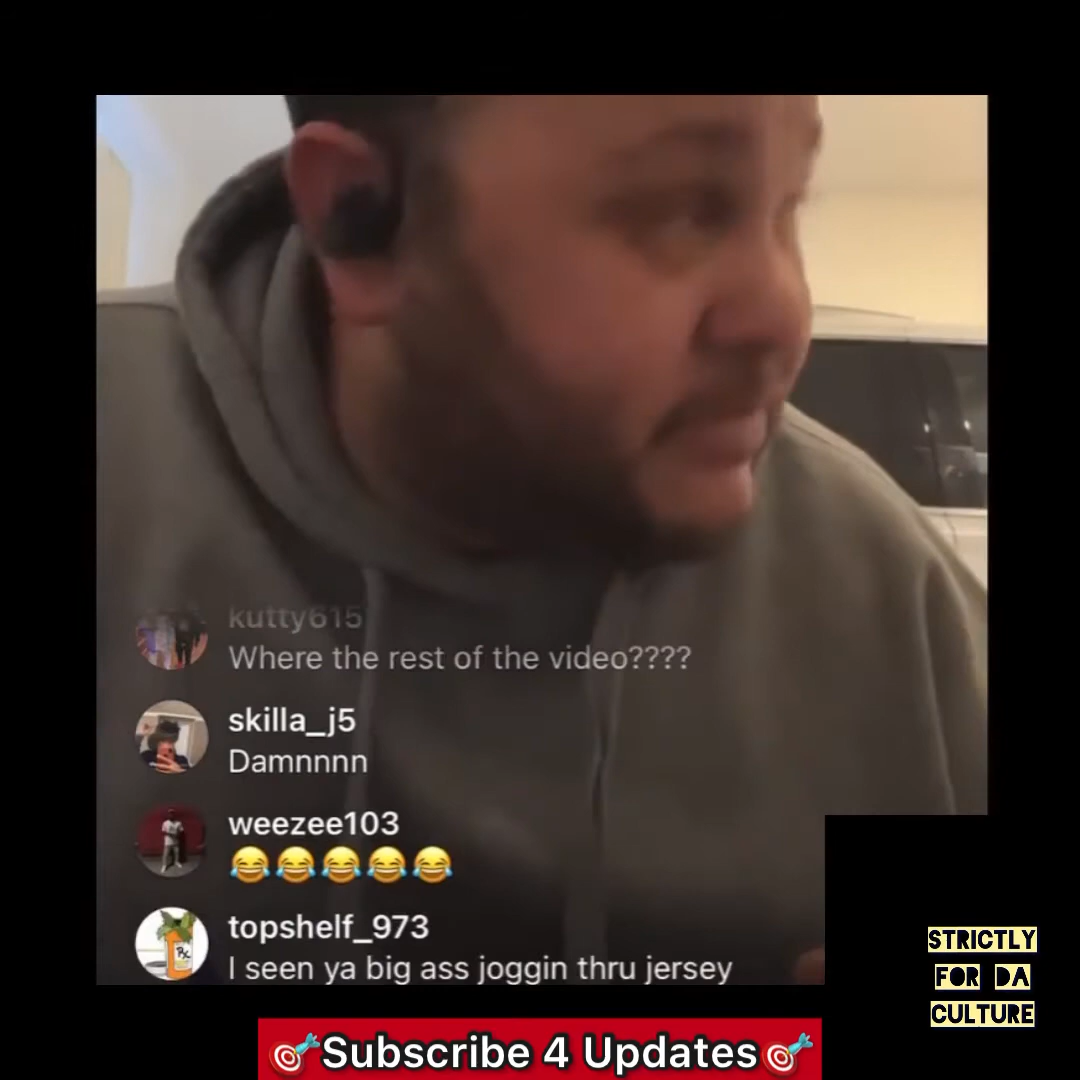 kutty615
Where the rest of the video????
skilla_j5
Damnnnn
weezee103
😂😂😂😂😂
topshelf_973
I seen ya big ass joggin thru jersey
STRICTLY
FOR DA
CULTURE
🎯Subscribe 4 Updates🎯